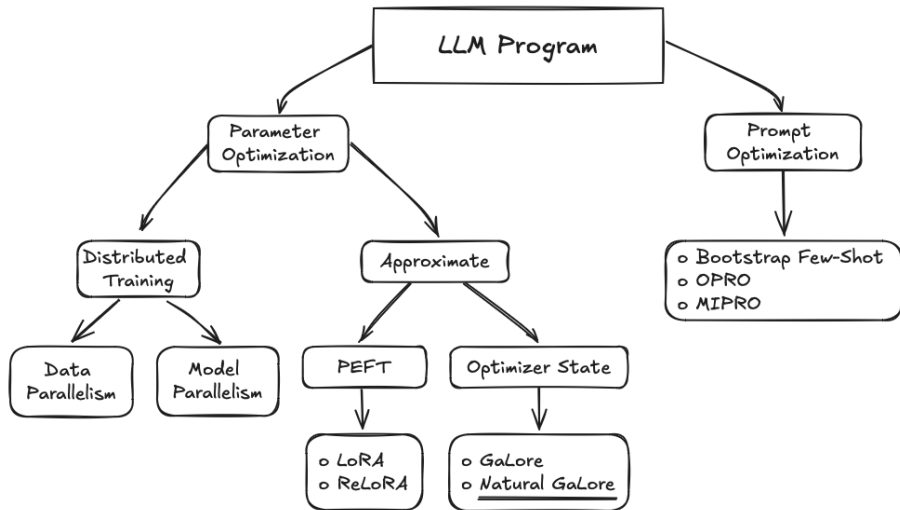 LLM Program
Parameter
Optimization
Prompt
Optimization
Distributed
Training
Approximate
o Bootstrap Few-Shot
o OPRO
o MIPRO
Data
Parallelism
Model
Parallelism
PEFT
Optimizer State
o LoRA
o ReLoRA
o GaLore
o Natural GaLore